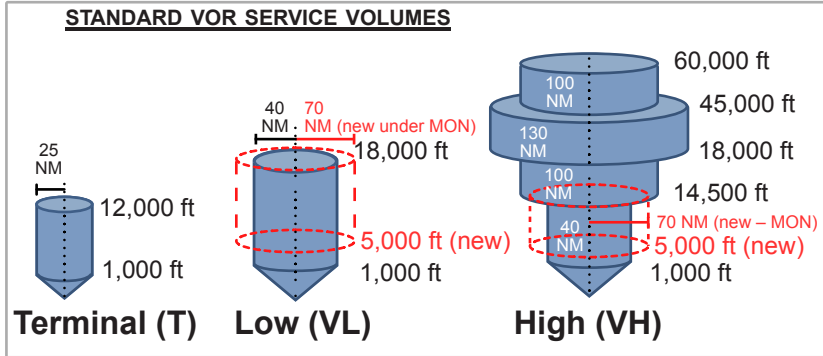 STANDARD VOR SERVICE VOLUMES
25
NM
12,000 ft
1,000 ft
Terminal (T)
40
NM
70
NM (new under MON)
18,000 ft
5,000 ft (new)
1,000 ft
Low (VL)
60,000 ft
100
NM
45,000 ft
130
NM
18,000 ft
100
NM
14,500 ft
70 NM (new – MON)
40
NM
5,000 ft (new)
1,000 ft
High (VH)